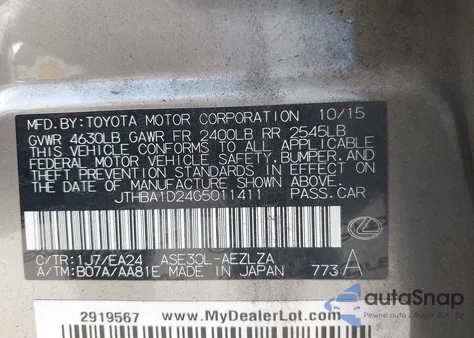 MFD.BY:TOYOTA MOTOR CORPORATION 10/15
GVWR 4630LB GAWR FR 2400LB RR 2545LB
THIS VEHICLE CONFORMS TO ALL APPLICABLE
FEDERAL MOTOR VEHICLE SAFETY, BUMPER, AND
THEFT PREVENTION STANDARDS IN EFFECT ON
THE DATE OF MANUFACTURE SHOWN ABOVE.
JTHBA1D24G5011411 PASS.CAR
C/TR:1J7/EA24 ASE30L-AEZLZA
A/TM:B07A/AA81E MADE IN JAPAN 773 A
2919567 www.MyDealerLot.com
autoSnap